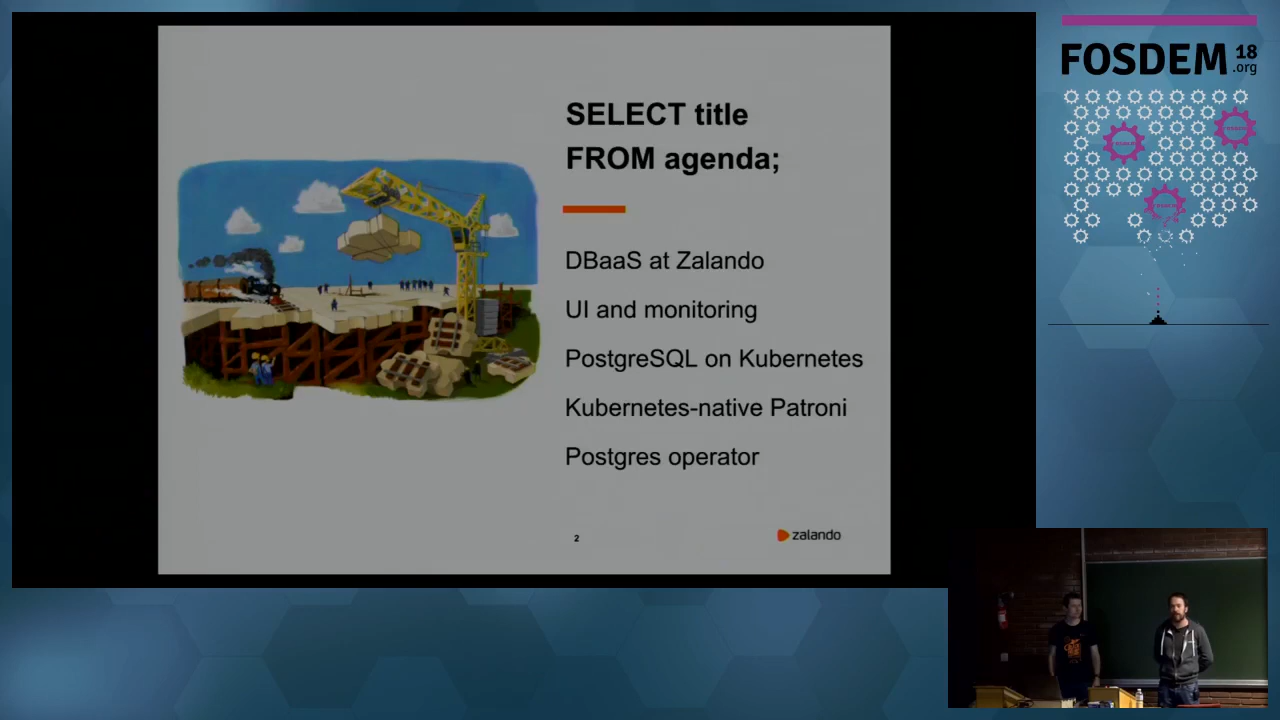 SELECT title
FROM agenda;
DBaaS at Zalando
UI and monitoring
PostgreSQL on Kubernetes
Kubernetes-native Patroni
Postgres operator
2
zalando
FOSDEM 18
.org